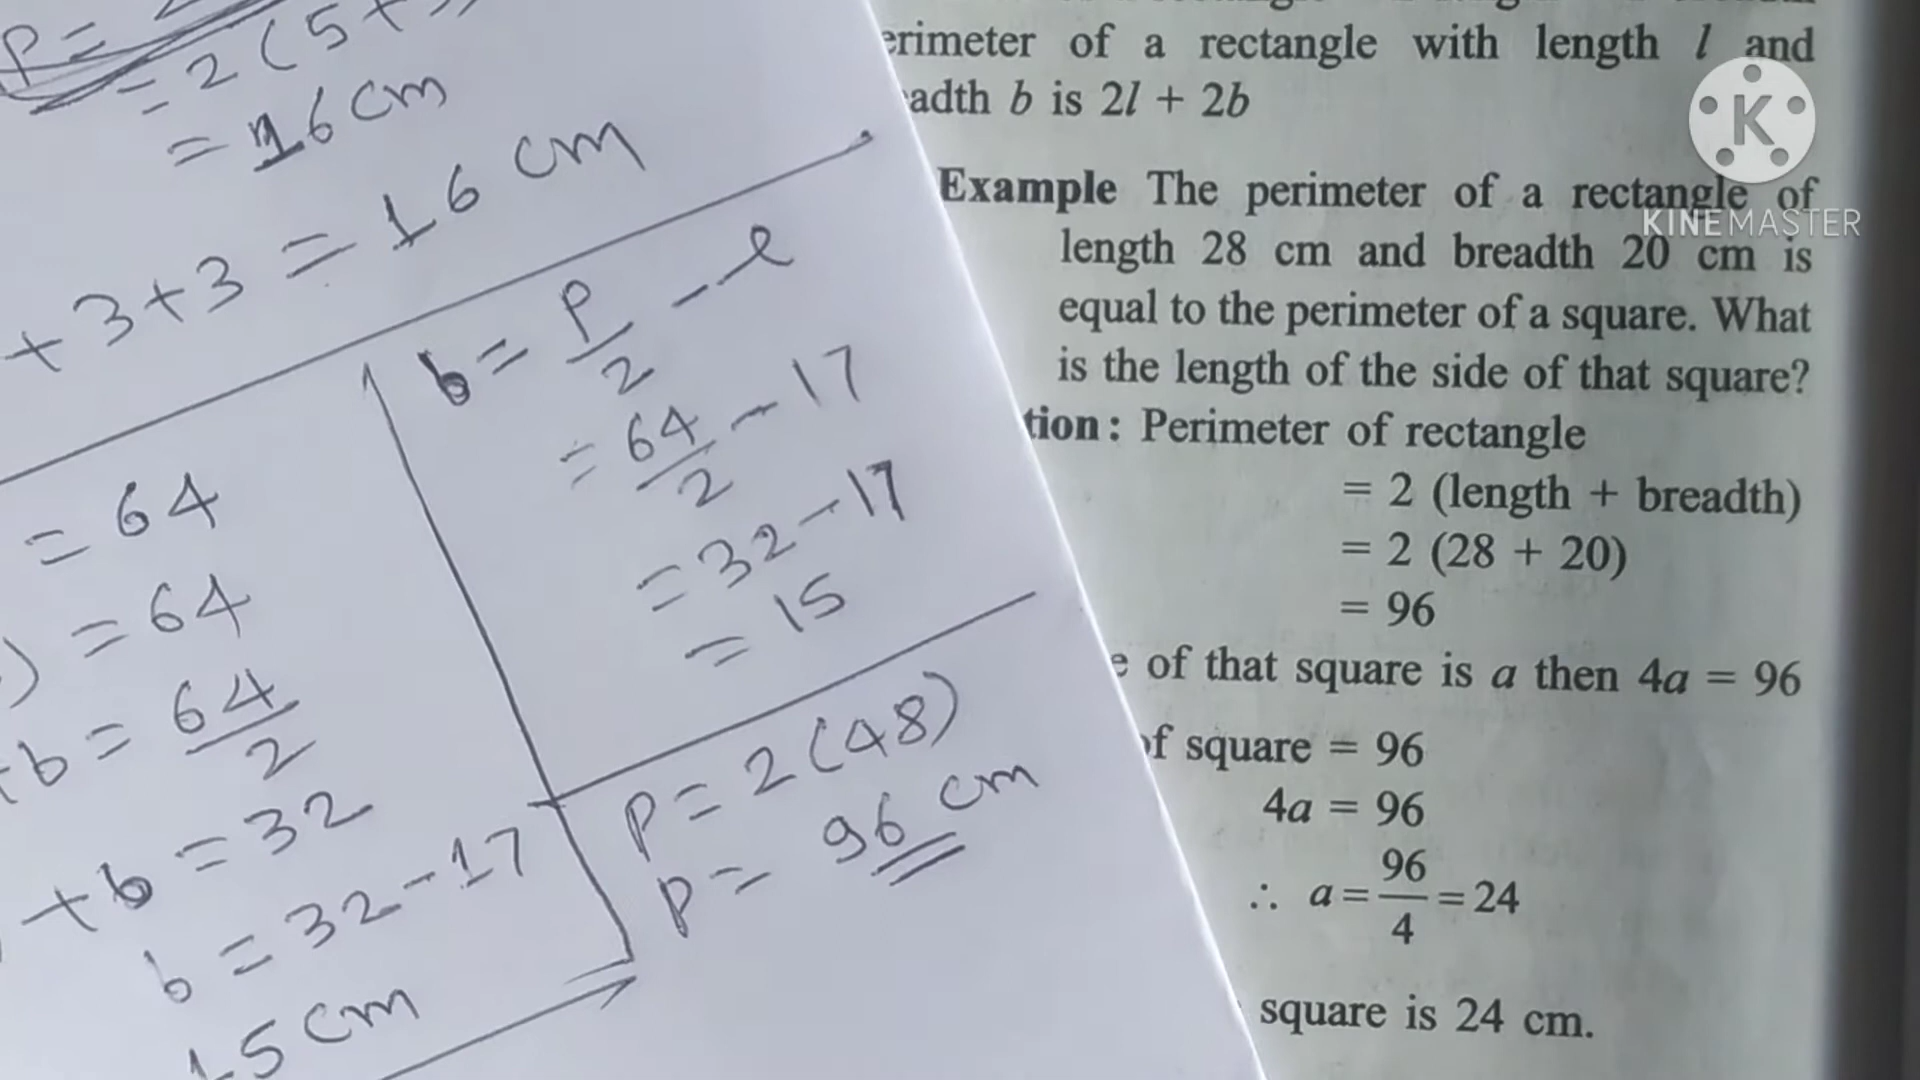 P =
= 2 (5 +
= 16 cm
+ 3 + 3 = 16 cm
= 64
) = 64
+b = 64/2
+ b = 32
b = 32 - 17
15 cm
b = P/2 - l
= 64/2 - 17
= 32 - 17
= 15
P = 2 (48)
P = 96 cm
erimeter of a rectangle with length l and
adth b is 2l + 2b
Example The perimeter of a rectangle of
length 28 cm and breadth 20 cm is
equal to the perimeter of a square. What
is the length of the side of that square?
tion : Perimeter of rectangle
= 2 (length + breadth)
= 2 (28 + 20)
= 96
e of that square is a then 4a = 96
of square = 96
4a = 96
∴ a = 96/4 = 24
square is 24 cm.
K
KINEMASTER